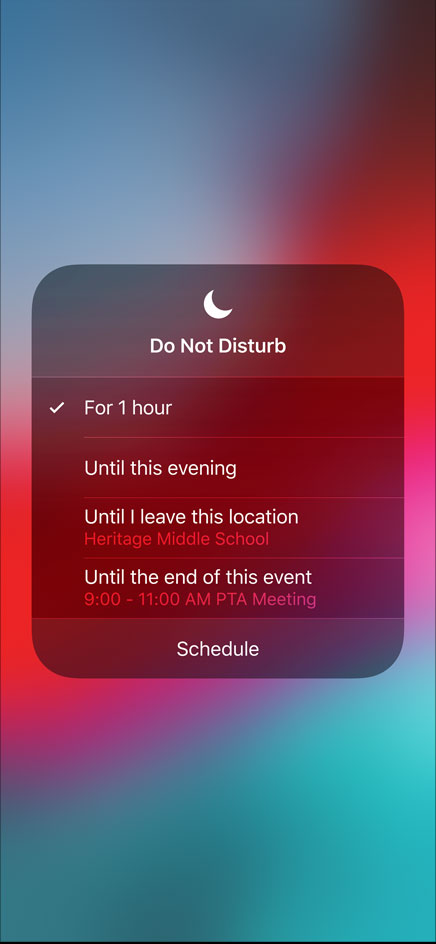 Do Not Disturb
For 1 hour
Until this evening
Until I leave this location
Heritage Middle School
Until the end of this event
9:00 - 11:00 AM PTA Meeting
Schedule